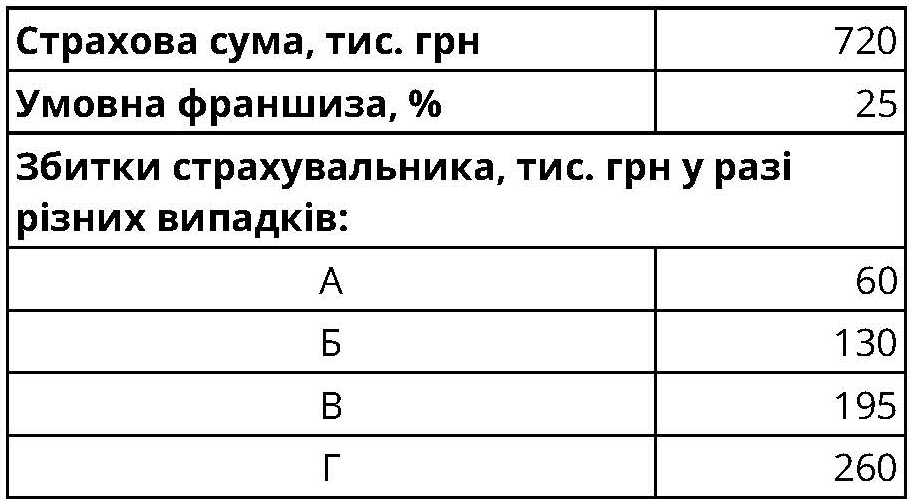 Страхова сума, тис. грн 720
Умовна франшиза, % 25
Збитки страхувальника, тис. грн у разі
різних випадків:
А 60
Б 130
В 195
Г 260